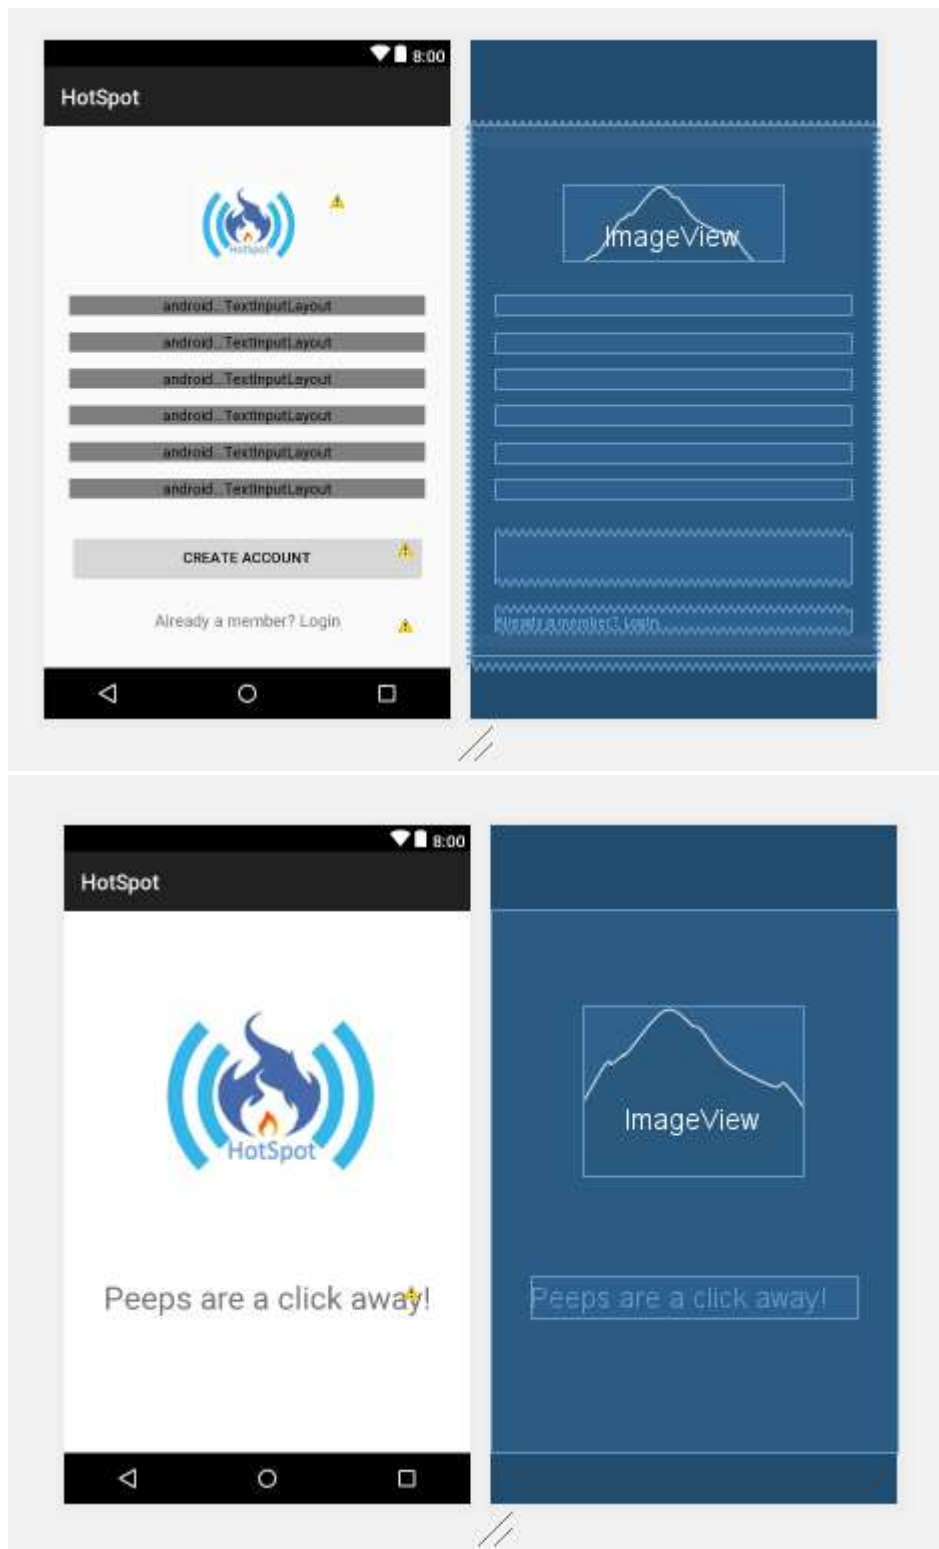 8:00
HotSpot
HotSpot
ImageView
android...TextInputLayout
android...TextInputLayout
android...TextInputLayout
android...TextInputLayout
android...TextInputLayout
android...TextInputLayout
CREATE ACCOUNT
Already a member? Login
Already a member? Login
8:00
HotSpot
HotSpot
ImageView
Peeps are a click away!
Peeps are a click away!